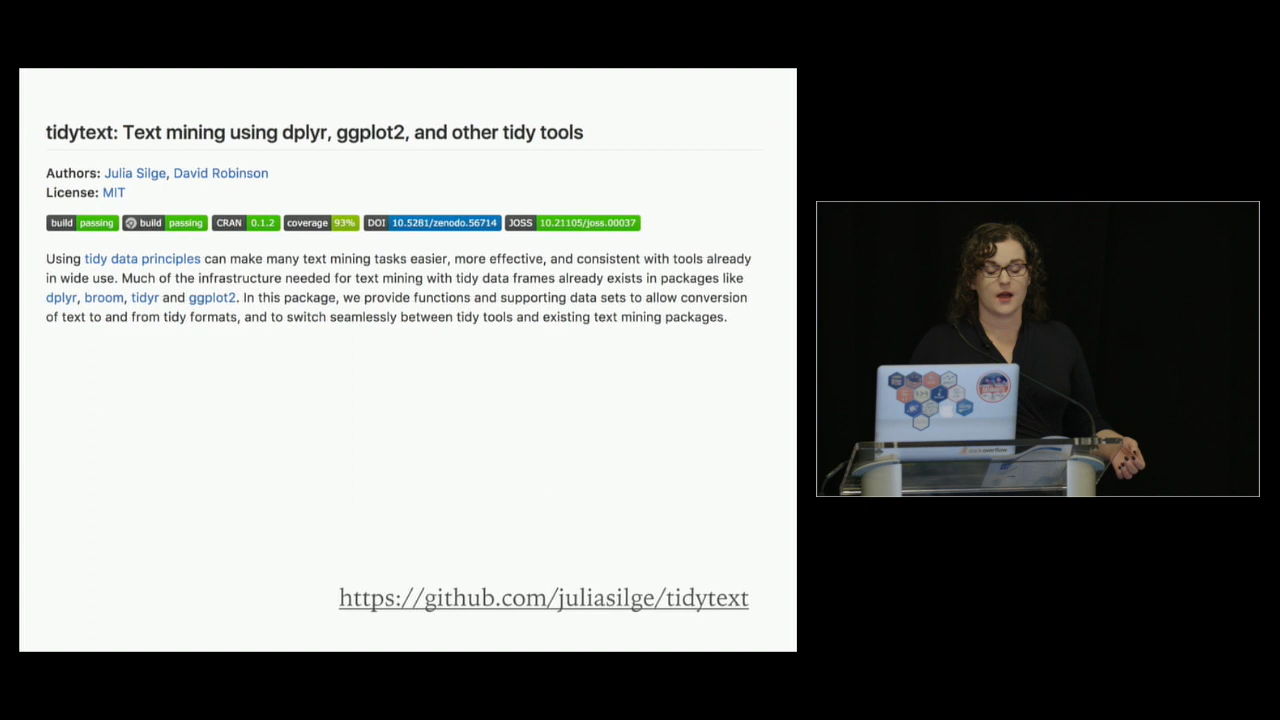 tidytext: Text mining using dplyr, ggplot2, and other tidy tools
Authors: Julia Silge, David Robinson
License: MIT
build passing build passing CRAN 0.1.2 coverage 93% DOI 10.5281/zenodo.56714 JOSS 10.21105/joss.00037
Using tidy data principles can make many text mining tasks easier, more effective, and consistent with tools already
in wide use. Much of the infrastructure needed for text mining with tidy data frames already exists in packages like
dplyr, broom, tidyr and ggplot2. In this package, we provide functions and supporting data sets to allow conversion
of text to and from tidy formats, and to switch seamlessly between tidy tools and existing text mining packages.
https://github.com/juliasilge/tidytext